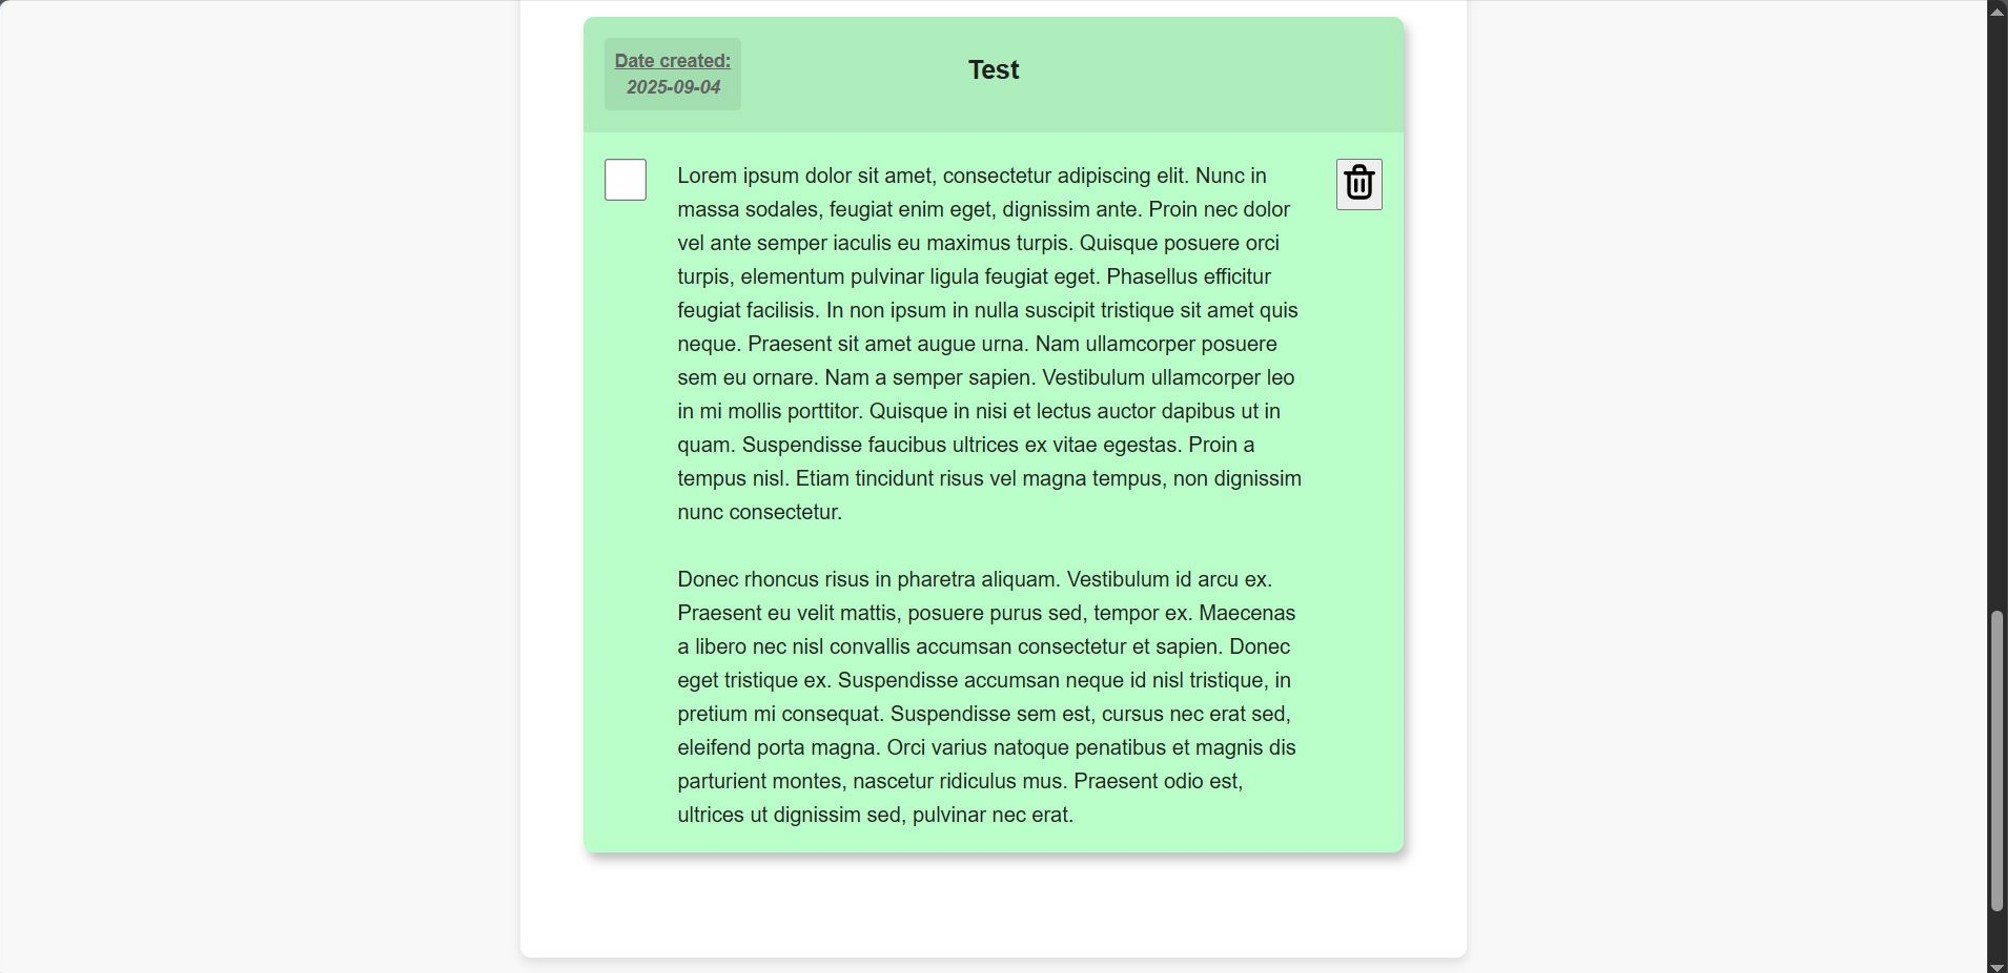 Date created:
2025-09-04
Test
Lorem ipsum dolor sit amet, consectetur adipiscing elit. Nunc in
massa sodales, feugiat enim eget, dignissim ante. Proin nec dolor
vel ante semper iaculis eu maximus turpis. Quisque posuere orci
turpis, elementum pulvinar ligula feugiat eget. Phasellus efficitur
feugiat facilisis. In non ipsum in nulla suscipit tristique sit amet quis
neque. Praesent sit amet augue urna. Nam ullamcorper posuere
sem eu ornare. Nam a semper sapien. Vestibulum ullamcorper leo
in mi mollis porttitor. Quisque in nisi et lectus auctor dapibus ut in
quam. Suspendisse faucibus ultrices ex vitae egestas. Proin a
tempus nisl. Etiam tincidunt risus vel magna tempus, non dignissim
nunc consectetur.
Donec rhoncus risus in pharetra aliquam. Vestibulum id arcu ex.
Praesent eu velit mattis, posuere purus sed, tempor ex. Maecenas
a libero nec nisl convallis accumsan consectetur et sapien. Donec
eget tristique ex. Suspendisse accumsan neque id nisl tristique, in
pretium mi consequat. Suspendisse sem est, cursus nec erat sed,
eleifend porta magna. Orci varius natoque penatibus et magnis dis
parturient montes, nascetur ridiculus mus. Praesent odio est,
ultrices ut dignissim sed, pulvinar nec erat.